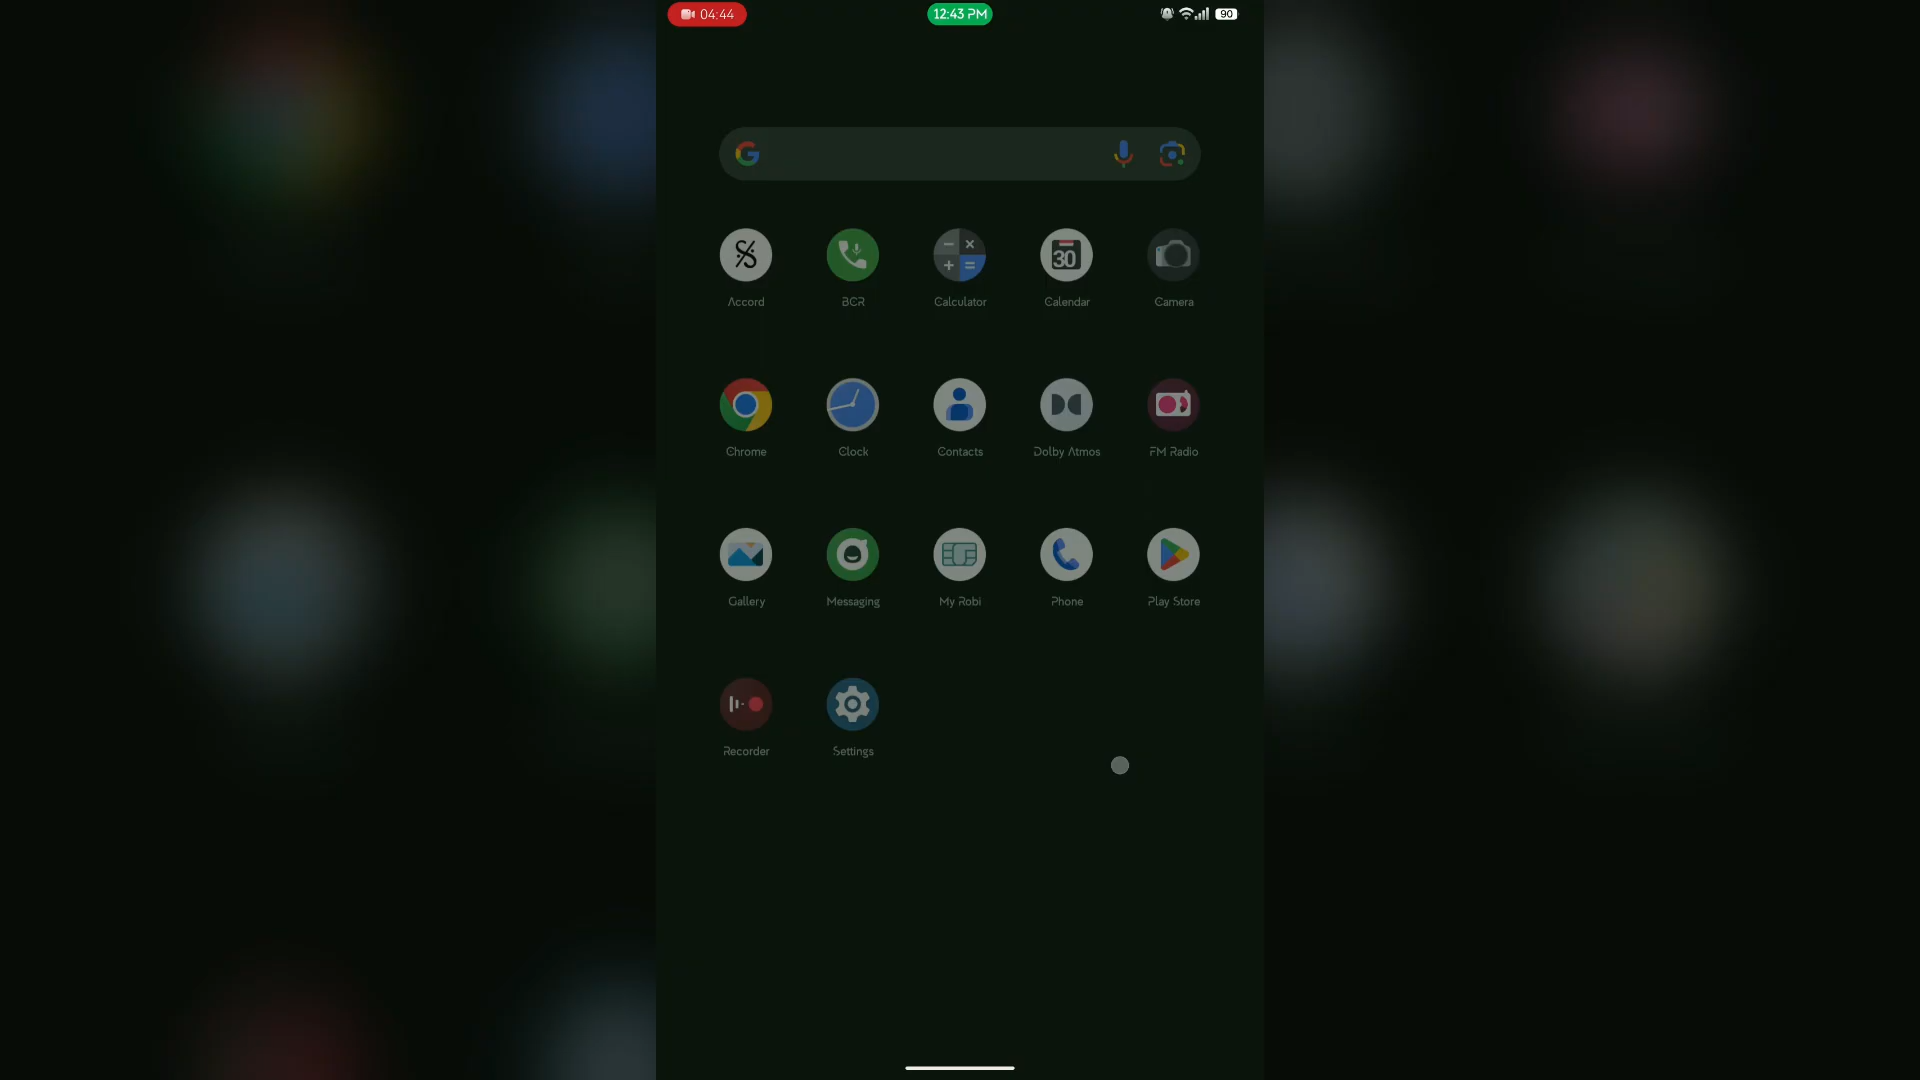 04:44
12:43 PM
90
Accord
BCR
Calculator
30
Calendar
Camera
Chrome
Clock
Contacts
Dolby Atmos
FM Radio
Gallery
Messaging
My Robi
Phone
Play Store
Recorder
Settings